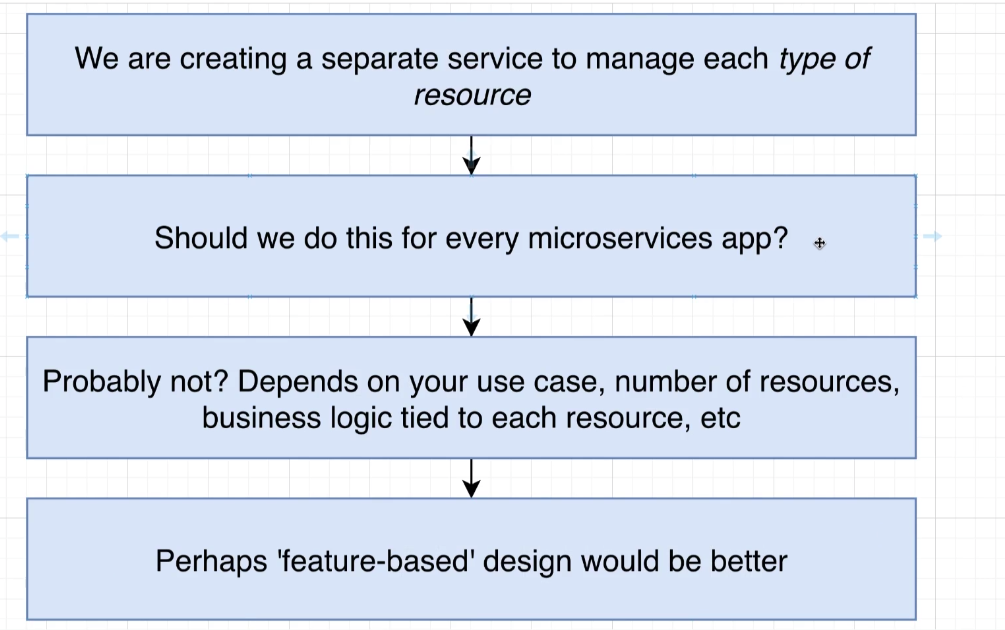 We are creating a separate service to manage each type of
resource
Should we do this for every microservices app?
Probably not? Depends on your use case, number of resources,
business logic tied to each resource, etc
Perhaps 'feature-based' design would be better